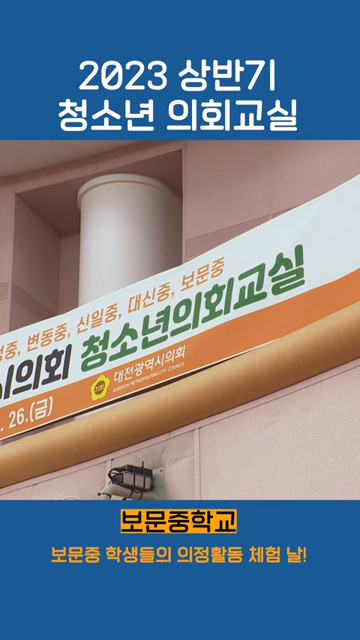 2023 상반기
청소년 의회교실
변동중, 신일중, 대신중, 보문중
시의회 청소년의회교실
26.(금)
대전광역시의회
DAEJEON METROPOLITAN CITY COUNCIL
보문중학교
보문중 학생들의 의정활동 체험 날!